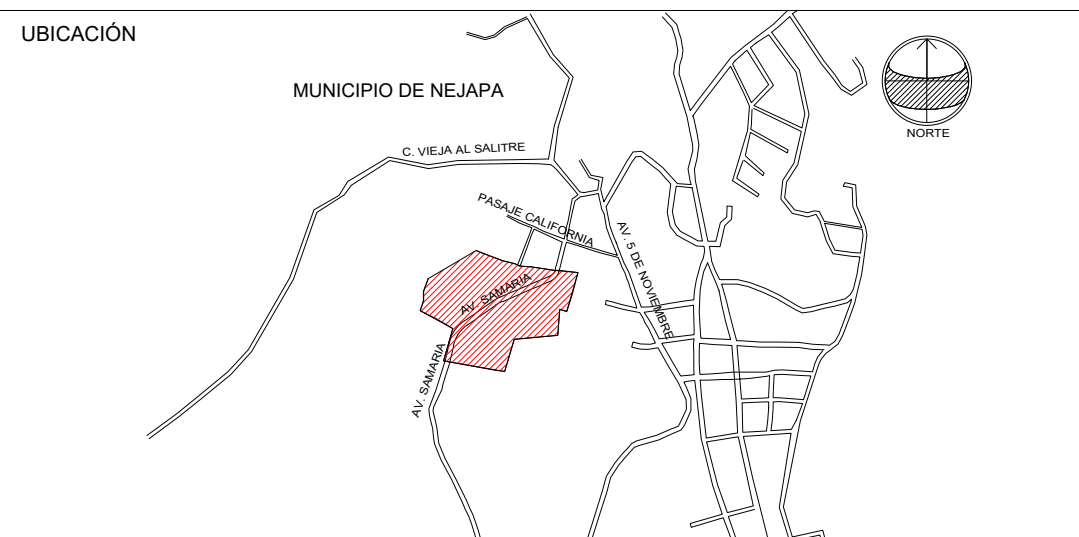 UBICACIÓN
MUNICIPIO DE NEJAPA
NORTE
C. VIEJA AL SALITRE
PASAJE CALIFORNIA
AV. 5 DE NOVIEMBRE
AV. SAMARIA
AV. SAMARIA